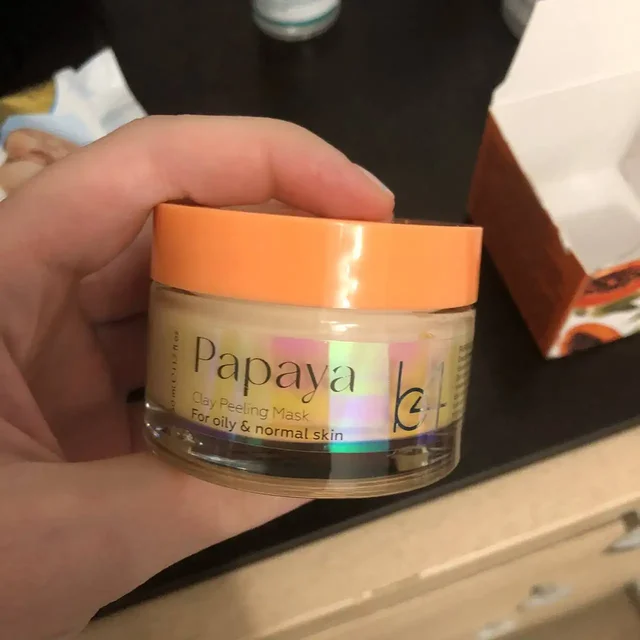 Papaya
Clay Peeling Mask
For oily & normal skin